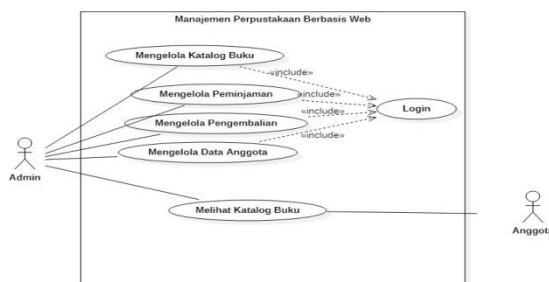 Manajemen Perpustakaan Berbasis Web
Mengelola Katalog Buku
«include»
Mengelola Peminjaman
«include»
Login
«include»
Mengelola Pengembalian
«include»
Mengelola Data Anggota
Admin
Melihat Katalog Buku
Anggota